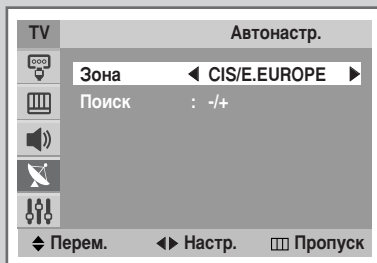 TV Автонастр.
Зона ◀ CIS/E.EUROPE ▶
Поиск : -/+
Перем. Настр. Пропуск